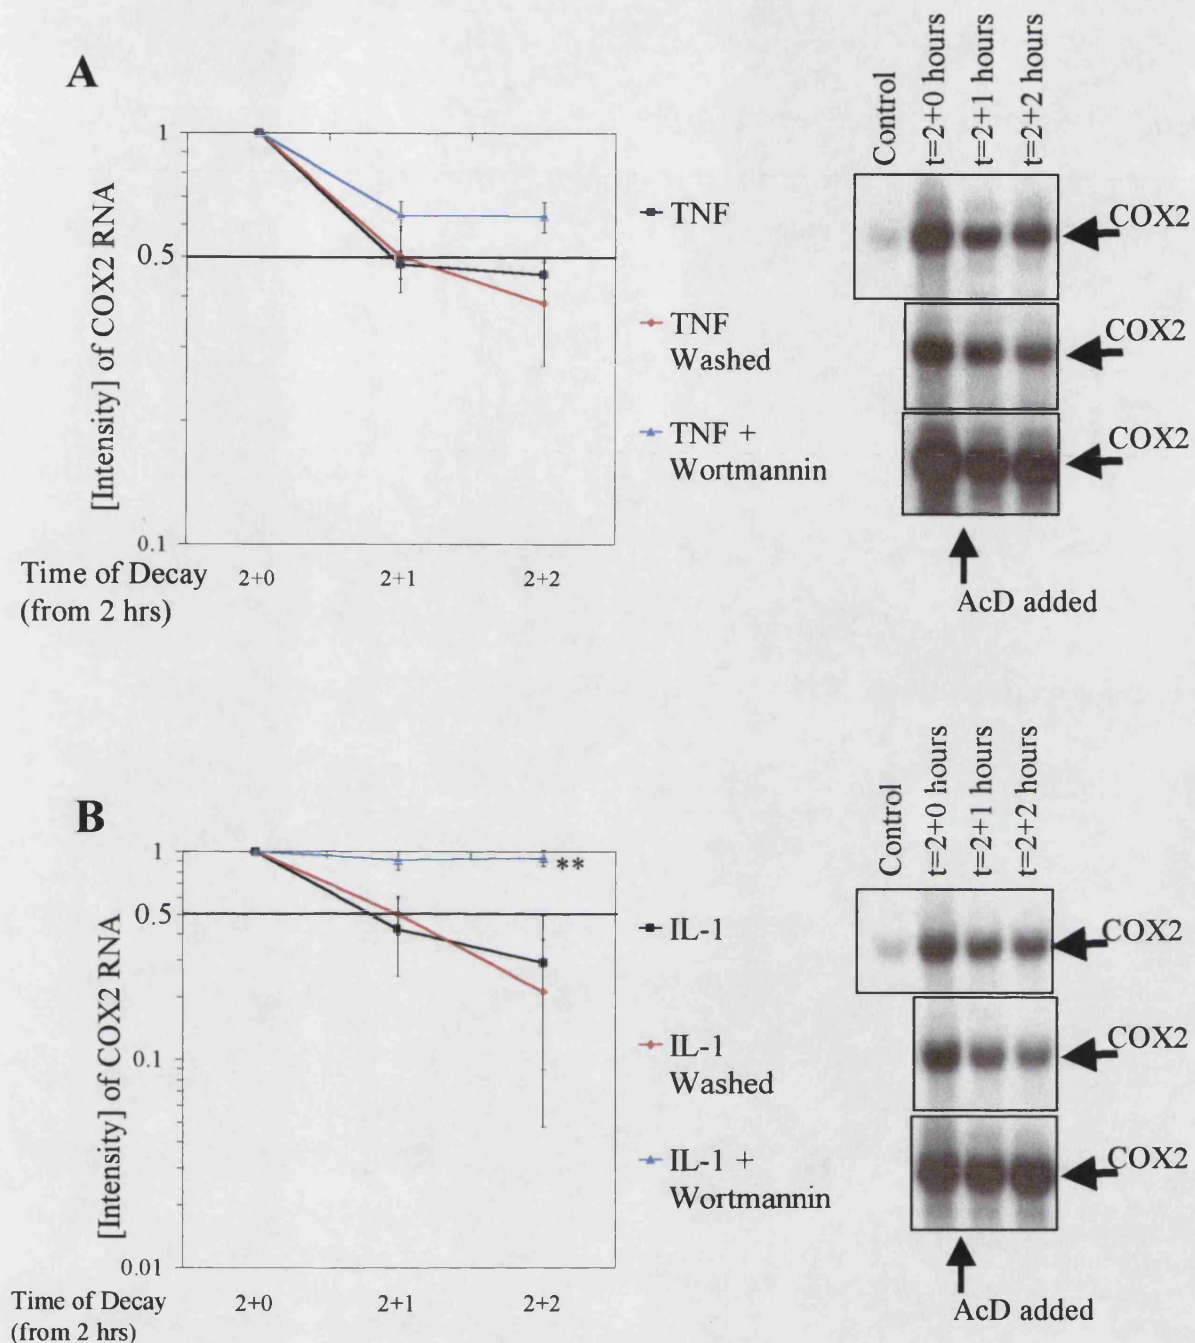 A
1
0.5
0.1
[Intensity] of COX2 RNA
Time of Decay
(from 2 hrs)
2+0
2+1
2+2
TNF
TNF
Washed
TNF +
Wortmannin
Control
t=2+0 hours
t=2+1 hours
t=2+2 hours
COX2
COX2
COX2
AcD added
B
1
0.5
0.1
0.01
[Intensity] of COX2 RNA
**
Time of Decay
(from 2 hrs)
2+0
2+1
2+2
IL-1
IL-1
Washed
IL-1 +
Wortmannin
Control
t=2+0 hours
t=2+1 hours
t=2+2 hours
COX2
COX2
COX2
AcD added